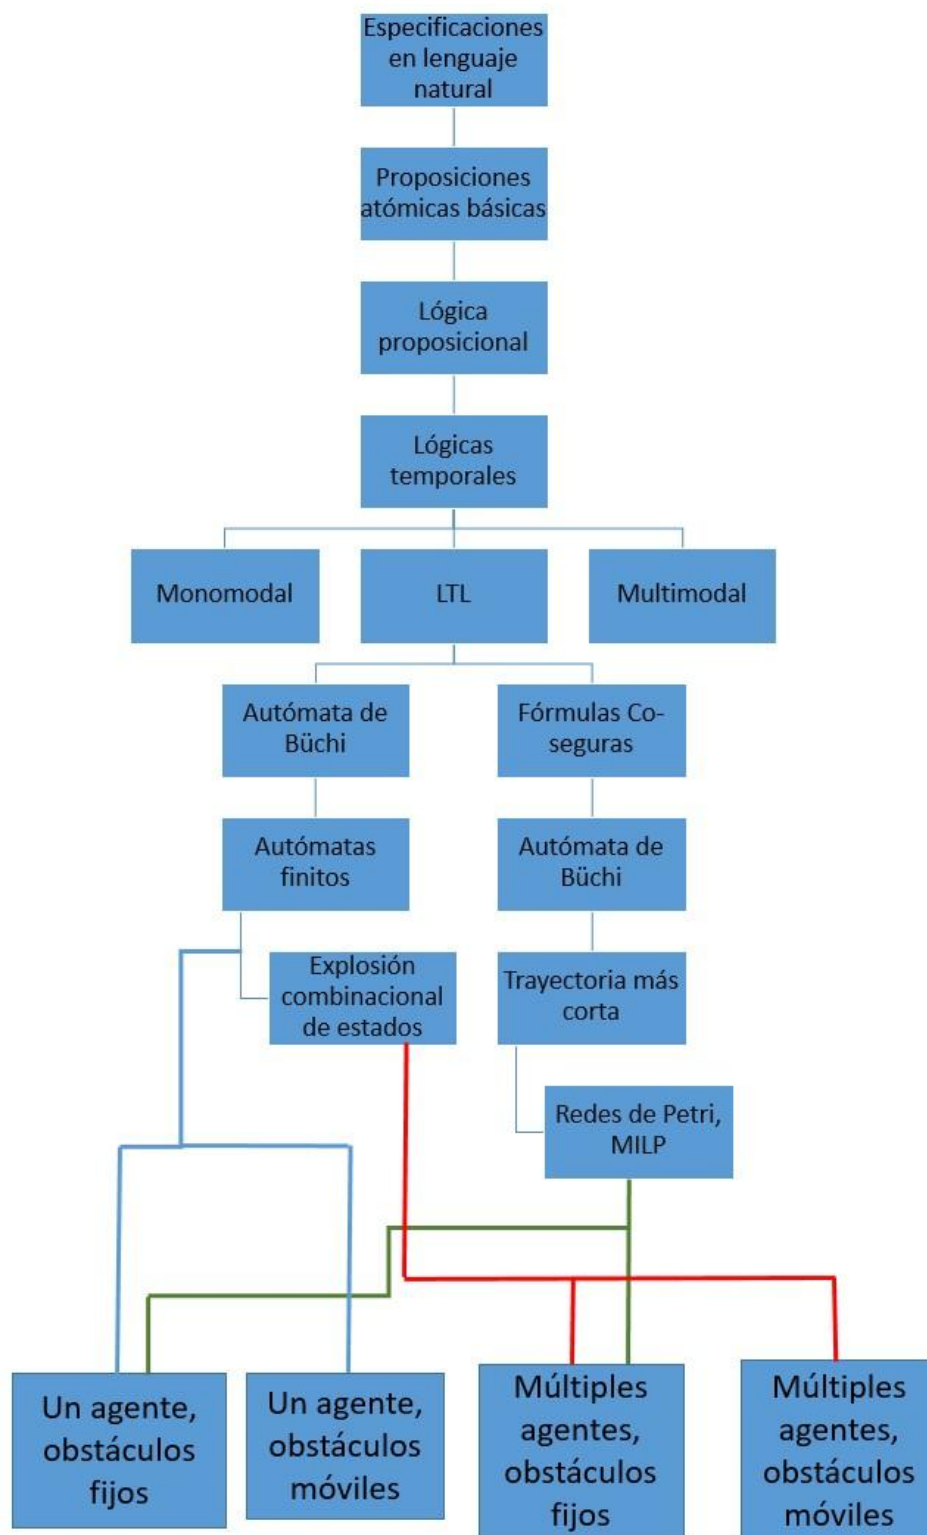 Especificaciones
en lenguaje
natural
Proposiciones
atómicas básicas
Lógica
proposicional
Lógicas
temporales
Monomodal
LTL
Multimodal
Autómata de
Büchi
Fórmulas Co-
seguras
Autómatas
finitos
Autómata de
Büchi
Explosión
combinacional
de estados
Trayectoria más
corta
Redes de Petri,
MILP
Un agente,
obstáculos
fijos
Un agente,
obstáculos
móviles
Múltiples
agentes,
obstáculos
fijos
Múltiples
agentes,
obstáculos
móviles